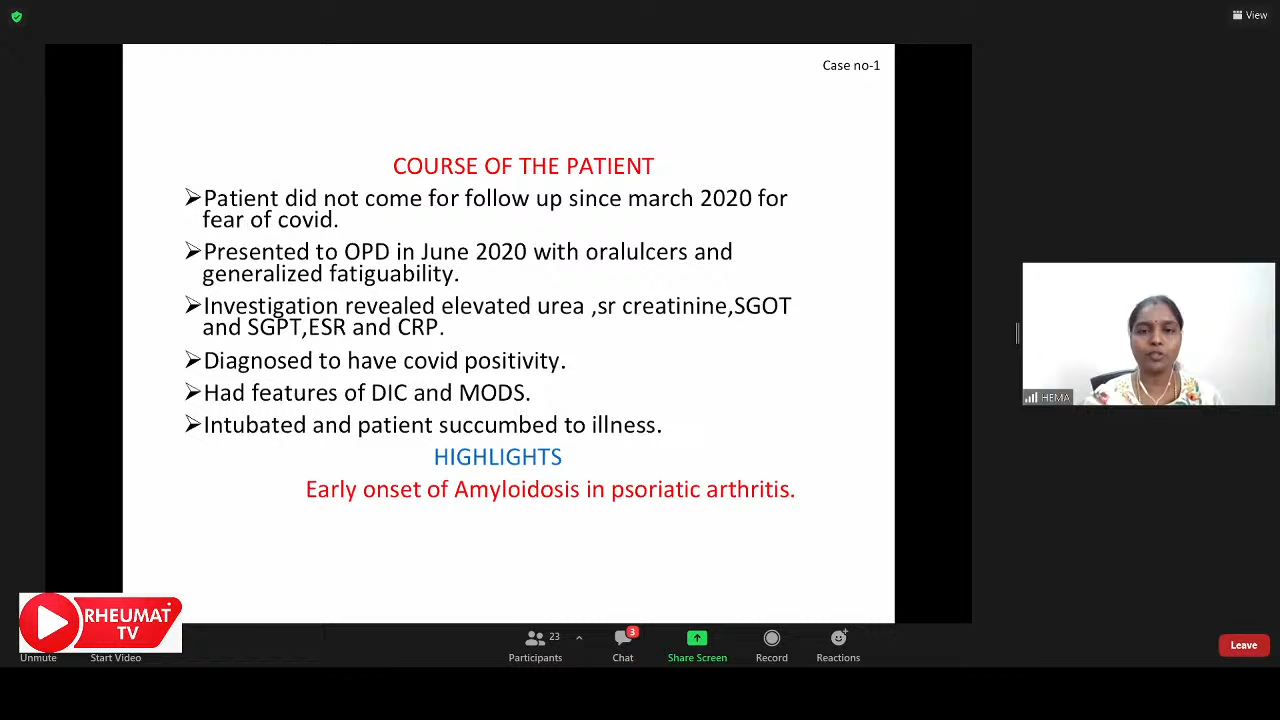 View
Case no-1
COURSE OF THE PATIENT
➢Patient did not come for follow up since march 2020 for
fear of covid.
➢Presented to OPD in June 2020 with oralulcers and
generalized fatiguability.
➢Investigation revealed elevated urea ,sr creatinine,SGOT
and SGPT,ESR and CRP.
➢Diagnosed to have covid positivity.
➢Had features of DIC and MODS.
➢Intubated and patient succumbed to illness.
HIGHLIGHTS
Early onset of Amyloidosis in psoriatic arthritis.
HEMA
RHEUMAT
TV
Unmute
Start Video
23
Participants
3
Chat
Share Screen
Record
Reactions
Leave